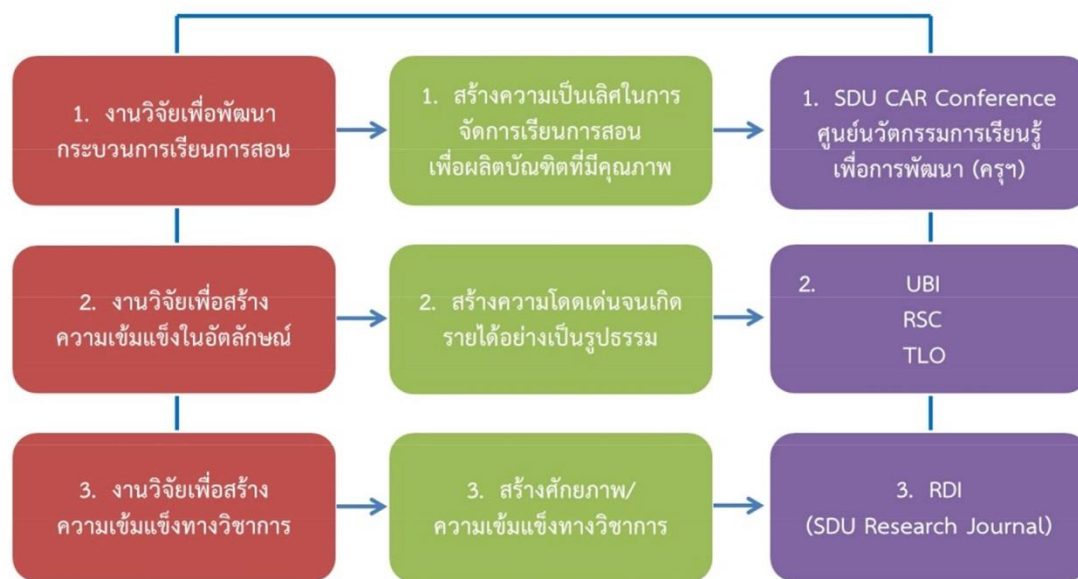 1. งานวิจัยเพื่อพัฒนา
กระบวนการเรียนการสอน
1. สร้างความเป็นเลิศในการ
จัดการเรียนการสอน
เพื่อผลิตบัณฑิตที่มีคุณภาพ
1. SDU CAR Conference
ศูนย์นวัตกรรมการเรียนรู้
เพื่อการพัฒนา (ครุฯ)
2. งานวิจัยเพื่อสร้าง
ความเข้มแข็งในอัตลักษณ์
2. สร้างความโดดเด่นจนเกิด
รายได้อย่างเป็นรูปธรรม
2. UBI
RSC
TLO
3. งานวิจัยเพื่อสร้าง
ความเข้มแข็งทางวิชาการ
3. สร้างศักยภาพ/
ความเข้มแข็งทางวิชาการ
3. RDI
(SDU Research Journal)